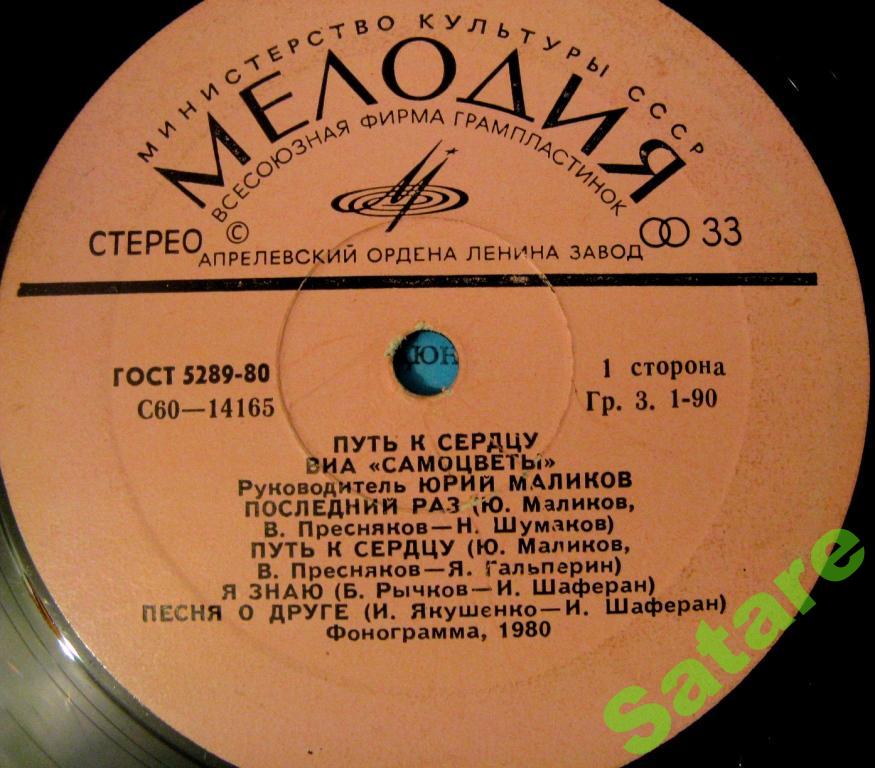 МИНИСТЕРСТВО КУЛЬТУРЫ СССР
МЕЛОДИЯ
ВСЕСОЮЗНАЯ ФИРМА ГРАМПЛАСТИНОК
СТЕРЕО © 33
АПРЕЛЕВСКИЙ ОРДЕНА ЛЕНИНА ЗАВОД
ГОСТ 5289-80
1 сторона
С60—14165
Гр. 3. 1-90
ПУТЬ К СЕРДЦУ
ВИА «САМОЦВЕТЫ»
Руководитель ЮРИЙ МАЛИКОВ
ПОСЛЕДНИЙ РАЗ (Ю. Маликов,
В. Пресняков—Н. Шумаков)
ПУТЬ К СЕРДЦУ (Ю. Маликов,
В. Пресняков—Я. Гальперин)
Я ЗНАЮ (Б. Рычков—И. Шаферан)
ПЕСНЯ О ДРУГЕ (И. Якушенко—И. Шаферан)
Фонограмма, 1980
Satare